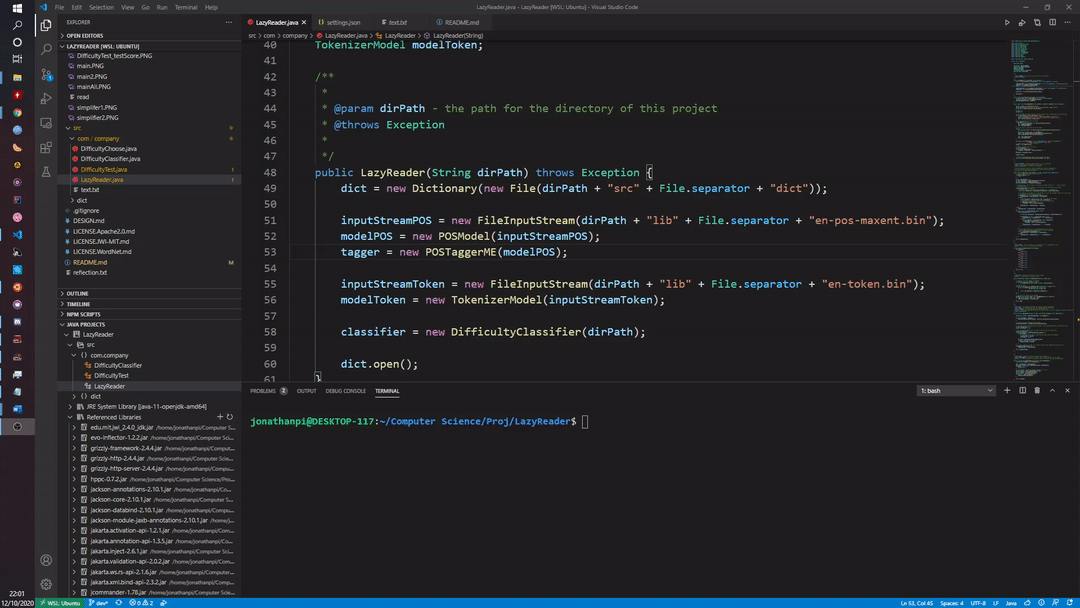 File Edit Selection View Go Run Terminal Help
LazyReader.java - LazyReader [WSL: Ubuntu] - Visual Studio Code
EXPLORER
OPEN EDITORS
LAZYREADER [WSL: UBUNTU]
DifficultyTest_testScore.PNG
main.PNG
main2.PNG
mainAll.PNG
read
simplifer1.PNG
simplifier2.PNG
src
com / company
DifficultyChoose.java
DifficultyClassifier.java
DifficultyTest.java !
LazyReader.java !
text.txt
dict
.gitignore
DESIGN.md
LICENSE.Apache2.0.md
LICENSE.JWI-MIT.md
LICENSE.WordNet.md
README.md M
reflection.txt
OUTLINE
TIMELINE
NPM SCRIPTS
JAVA PROJECTS
LazyReader
src
com.company
DifficultyClassifier
DifficultyTest
LazyReader
dict
JRE System Library [java-11-openjdk-amd64]
Referenced Libraries
edu.mit.jwi_2.4.0_jdk.jar /home/jonathanpi/Computer S...
evo-inflector-1.2.2.jar /home/jonathanpi/Computer Sci...
grizzly-framework-2.4.4.jar /home/jonathanpi/Compute...
grizzly-http-2.4.4.jar /home/jonathanpi/Computer Scie...
grizzly-http-server-2.4.4.jar /home/jonathanpi/Comput...
hppc-0.7.2.jar /home/jonathanpi/Computer Science/Pro...
jackson-annotations-2.10.1.jar /home/jonathanpi/Com...
jackson-core-2.10.1.jar /home/jonathanpi/Computer S...
jackson-databind-2.10.1.jar /home/jonathanpi/Comput...
jackson-module-jaxb-annotations-2.10.1.jar /home/j...
jakarta.activation-api-1.2.1.jar /home/jonathanpi/Com...
jakarta.annotation-api-1.3.5.jar /home/jonathanpi/Com...
jakarta.inject-2.6.1.jar /home/jonathanpi/Computer Sci...
jakarta.validation-api-2.0.2.jar /home/jonathanpi/Com...
jakarta.ws.rs-api-2.1.6.jar /home/jonathanpi/Computer...
jakarta.xml.bind-api-2.3.2.jar /home/jonathanpi/Comp...
jcommander-1.78.jar /home/jonathanpi/Computer Scie...
LazyReader.java settings.json text.txt README.md
src > com > company > LazyReader.java > LazyReader > LazyReader(String)
40 TokenizerModel modelToken;
41
42 /**
43 *
44 * @param dirPath - the path for the directory of this project
45 * @throws Exception
46 *
47 */
48 public LazyReader(String dirPath) throws Exception {
49 dict = new Dictionary(new File(dirPath + "src" + File.separator + "dict"));
50
51 inputStreamPOS = new FileInputStream(dirPath + "lib" + File.separator + "en-pos-maxent.bin");
52 modelPOS = new POSModel(inputStreamPOS);
53 tagger = new POSTaggerME(modelPOS);
54
55 inputStreamToken = new FileInputStream(dirPath + "lib" + File.separator + "en-token.bin");
56 modelToken = new TokenizerModel(inputStreamToken);
57
58 classifier = new DifficultyClassifier(dirPath);
59
60 dict.open();
61 }
PROBLEMS 2 OUTPUT DEBUG CONSOLE TERMINAL
1: bash
jonathanpi@DESKTOP-117:~/Computer Science/Proj/LazyReader$
22:01
12/10/2020
WSL: Ubuntu dev* 0 2
Ln 53, Col 45 Spaces: 4 UTF-8 LF Java